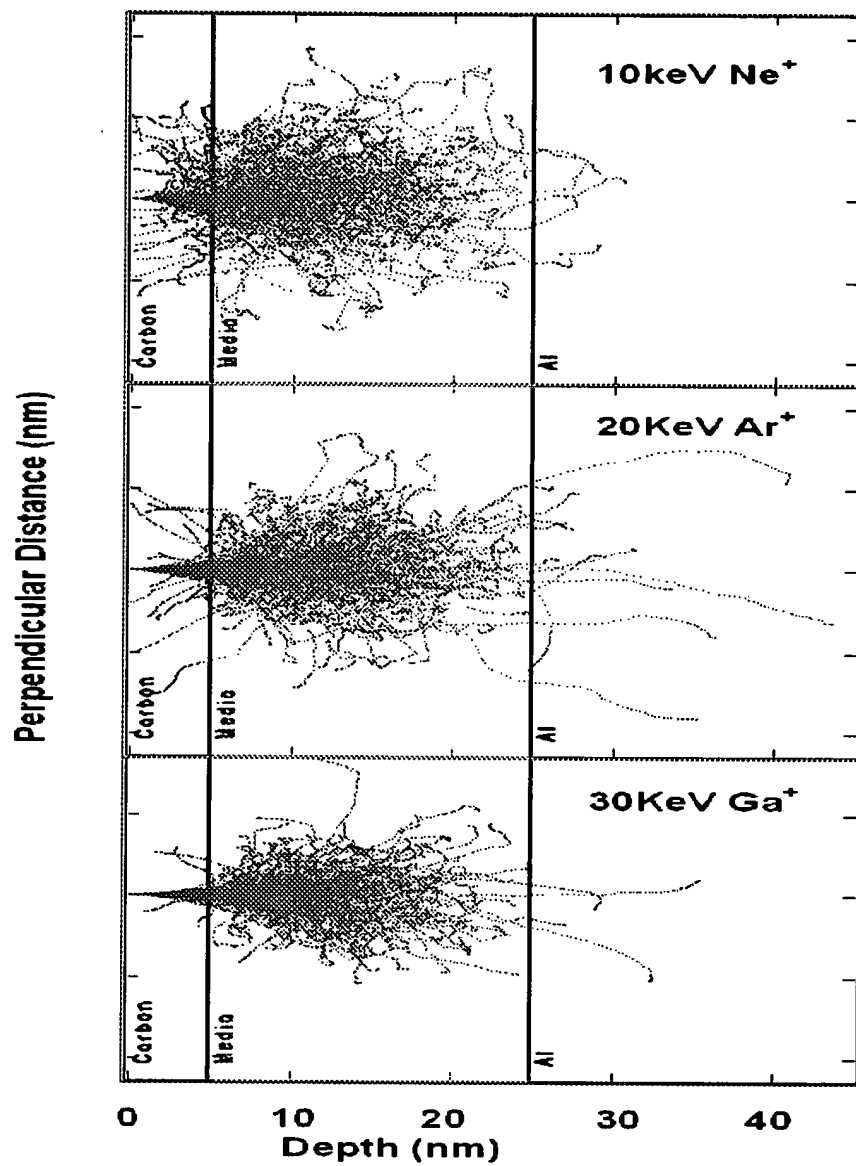 Perpendicular Distance (nm)
10keV Ne+
Carbon
Media
Al
20KeV Ar+
Carbon
Media
Al
30KeV Ga+
Carbon
Media
Al
0 10 20 30 40
Depth (nm)